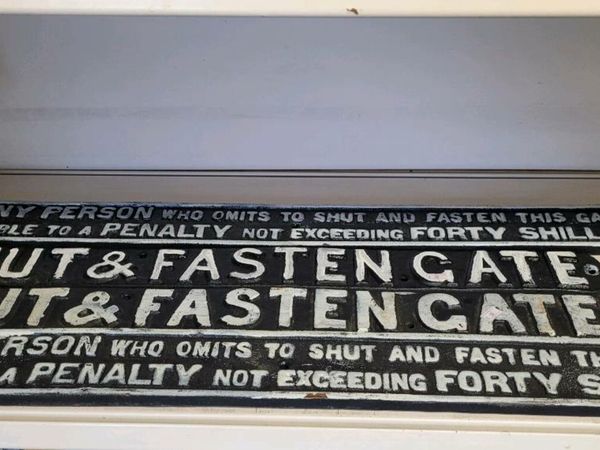 NY PERSON WHO OMITS TO SHUT AND FASTEN THIS GA
BLE TO A PENALTY NOT EXCEEDING FORTY SHILL
UT & FASTEN GATE
UT & FASTEN GATE
RSON WHO OMITS TO SHUT AND FASTEN TH
A PENALTY NOT EXCEEDING FORTY S